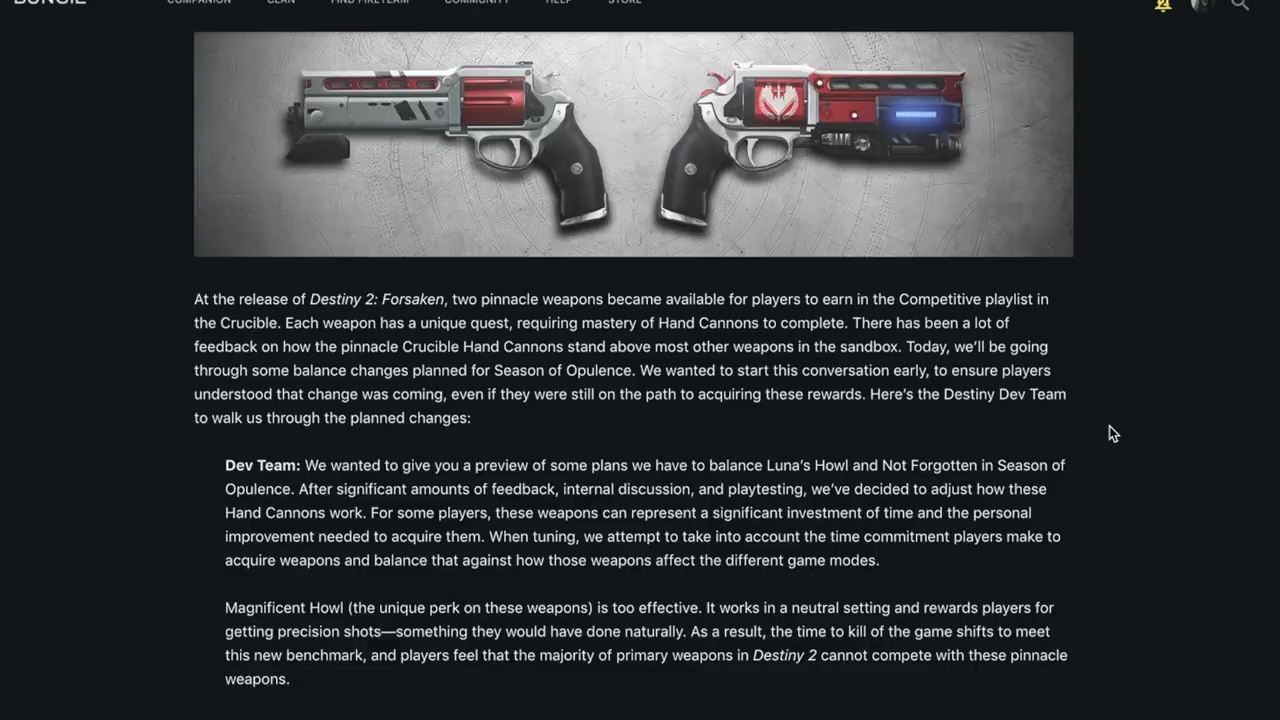 BUNGIE COMPANION CLAN FIND FIRETEAM COMMUNITY HELP STORE
At the release of Destiny 2: Forsaken, two pinnacle weapons became available for players to earn in the Competitive playlist in
the Crucible. Each weapon has a unique quest, requiring mastery of Hand Cannons to complete. There has been a lot of
feedback on how the pinnacle Crucible Hand Cannons stand above most other weapons in the sandbox. Today, we’ll be going
through some balance changes planned for Season of Opulence. We wanted to start this conversation early, to ensure players
understood that change was coming, even if they were still on the path to acquiring these rewards. Here’s the Destiny Dev Team
to walk us through the planned changes:
Dev Team: We wanted to give you a preview of some plans we have to balance Luna’s Howl and Not Forgotten in Season of
Opulence. After significant amounts of feedback, internal discussion, and playtesting, we’ve decided to adjust how these
Hand Cannons work. For some players, these weapons can represent a significant investment of time and the personal
improvement needed to acquire them. When tuning, we attempt to take into account the time commitment players make to
acquire weapons and balance that against how those weapons affect the different game modes.
Magnificent Howl (the unique perk on these weapons) is too effective. It works in a neutral setting and rewards players for
getting precision shots—something they would have done naturally. As a result, the time to kill of the game shifts to meet
this new benchmark, and players feel that the majority of primary weapons in Destiny 2 cannot compete with these pinnacle
weapons.